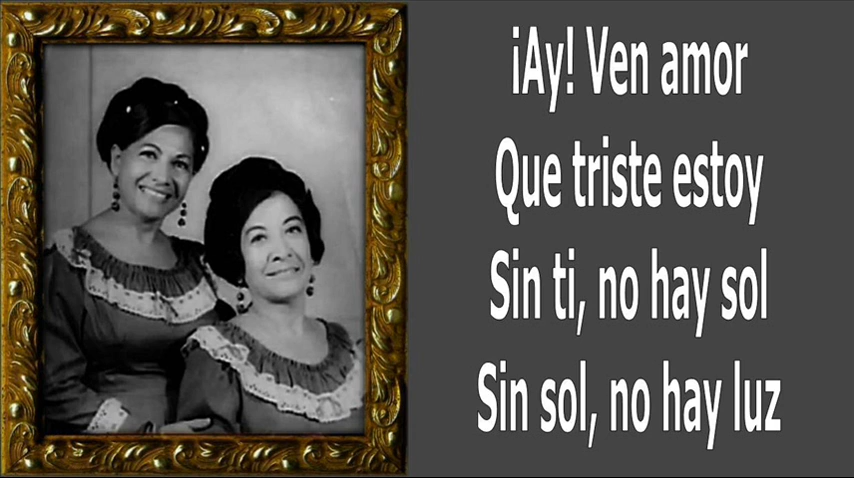 ¡Ay! Ven amor
Que triste estoy
Sin ti, no hay sol
Sin sol, no hay luz